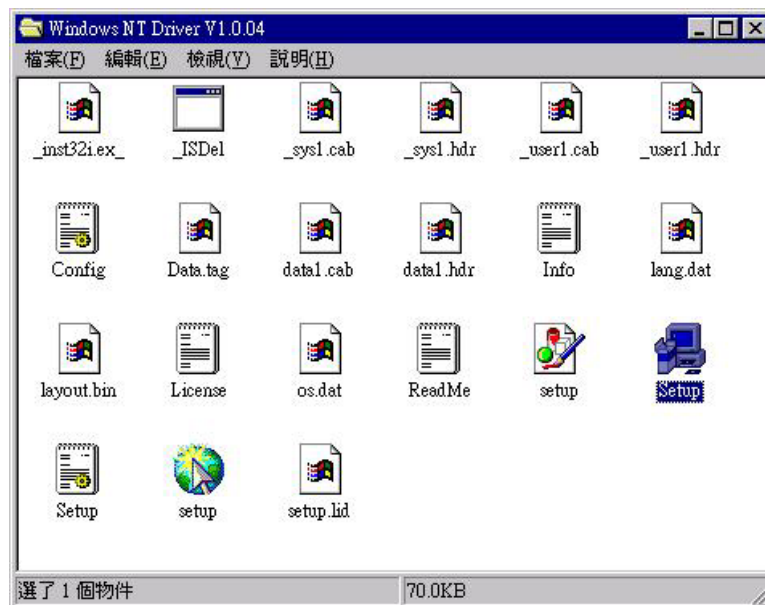 Windows NT Driver V1.0.04
檔案(F) 編輯(E) 檢視(V) 說明(H)
_inst32i.ex_ _ISDel _sys1.cab _sys1.hdr _user1.cab _user1.hdr
Config Data.tag data1.cab data1.hdr Info lang.dat
layout.bin License os.dat ReadMe setup Setup
Setup setup setup.lid
選了 1 個物件 70.0KB